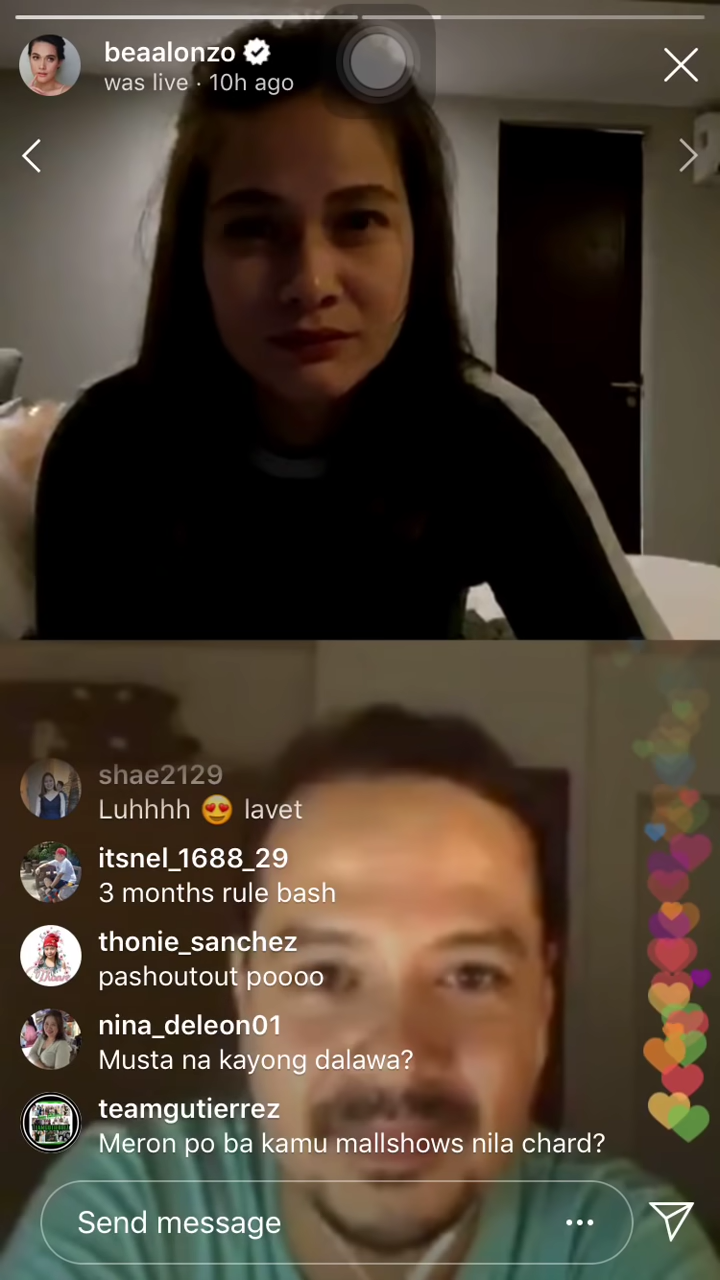 beaalonzo
was live · 10h ago
shae2129
Luhhhh 😍 lavet
itsnel_1688_29
3 months rule bash
thonie_sanchez
pashoutout poooo
nina_deleon01
Musta na kayong dalawa?
teamgutierrez
Meron po ba kamu mallshows nila chard?
Send message